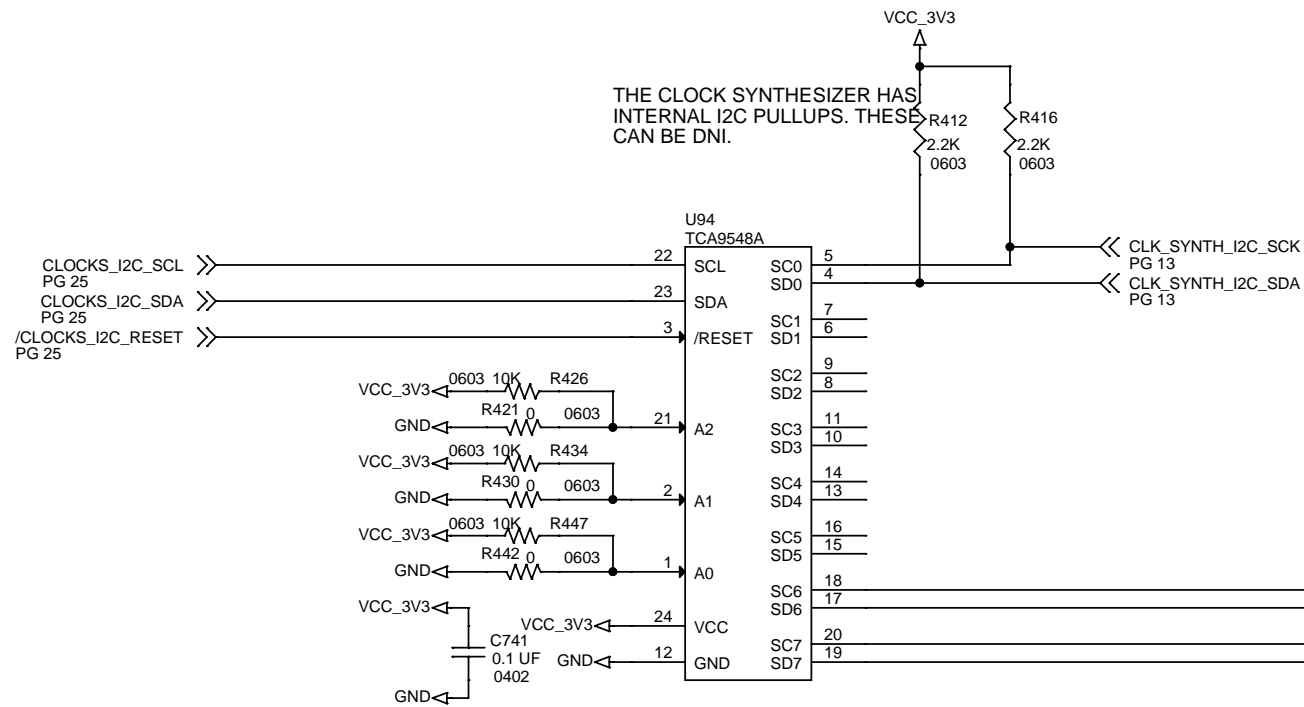 VCC_3V3
THE CLOCK SYNTHESIZER HAS
INTERNAL I2C PULLUPS. THESE
CAN BE DNI.
R412
2.2K
0603
R416
2.2K
0603
U94
TCA9548A
CLOCKS_I2C_SCL
PG 25
CLOCKS_I2C_SDA
PG 25
/CLOCKS_I2C_RESET
PG 25
22 SCL
23 SDA
3 /RESET
VCC_3V3 0603 10K R426
GND R421 0 0603
21 A2
VCC_3V3 0603 10K R434
GND R430 0 0603
2 A1
VCC_3V3 0603 10K R447
GND R442 0 0603
1 A0
VCC_3V3
C741
0.1 UF
0402
GND
VCC_3V3 24 VCC
GND 12 GND
SC0 5
SD0 4
SC1 7
SD1 6
SC2 9
SD2 8
SC3 11
SD3 10
SC4 14
SD4 13
SC5 16
SD5 15
SC6 18
SD6 17
SC7 20
SD7 19
CLK_SYNTH_I2C_SCK
PG 13
CLK_SYNTH_I2C_SDA
PG 13